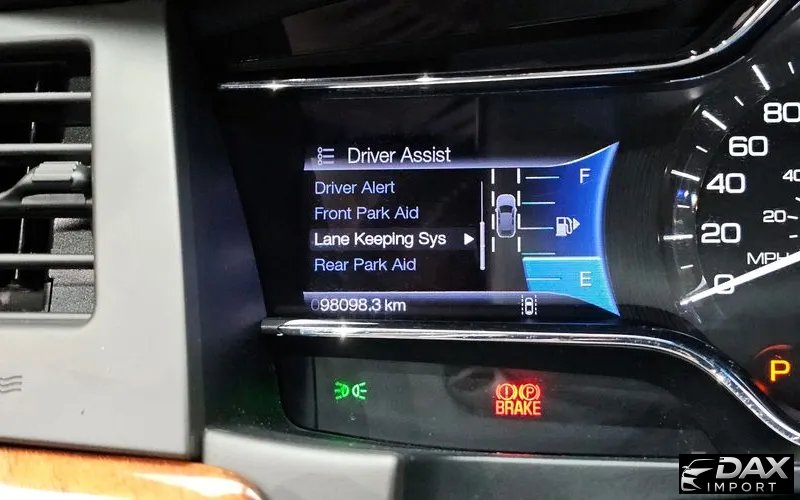 Driver Assist
Driver Alert
Front Park Aid
Lane Keeping Sys
Rear Park Aid
098098.3 km
F
E
80
60
40
20
0
40
20
MPH
P
P
BRAKE
DAX
IMPORT